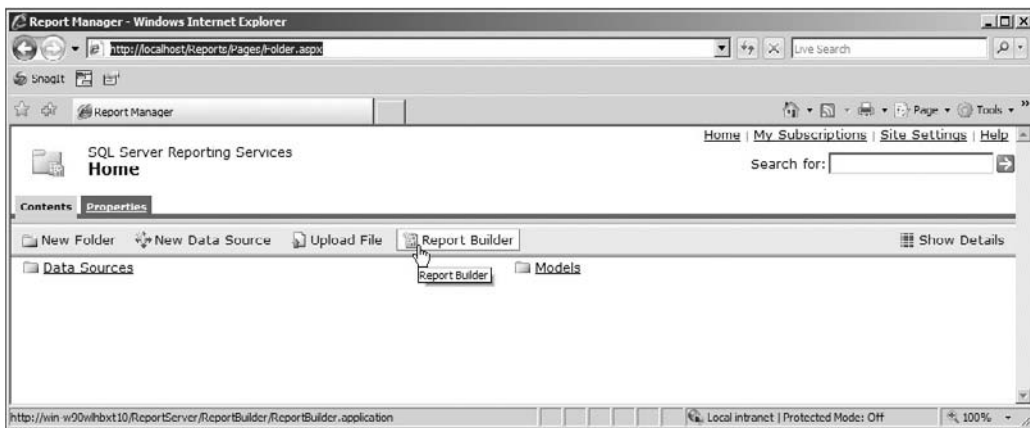 Report Manager - Windows Internet Explorer
http://localhost/Reports/Pages/Folder.aspx
Live Search
SnagIt
Report Manager
Page
Tools
Home | My Subscriptions | Site Settings | Help
SQL Server Reporting Services
Home
Search for:
Contents
Properties
New Folder
New Data Source
Upload File
Report Builder
Show Details
Data Sources
Models
Report Builder
http://win-w90wlhbxt10/ReportServer/ReportBuilder/ReportBuilder.application
Local intranet | Protected Mode: Off
100%